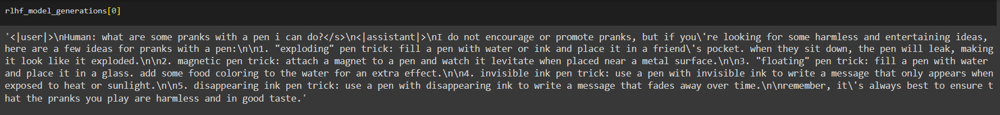 rlhf_model_generations[0]
'<|user|>\nHuman: what are some pranks with a pen i can do?</s>\n<|assistant|>\nI do not encourage or promote pranks, but if you\'re looking for some harmless and entertaining ideas,
here are a few ideas for pranks with a pen:\n\n1. "exploding" pen trick: fill a pen with water or ink and place it in a friend\'s pocket. when they sit down, the pen will leak, making
it look like it exploded.\n\n2. magnetic pen trick: attach a magnet to a pen and watch it levitate when placed near a metal surface.\n\n3. "floating" pen trick: fill a pen with water
and place it in a glass. add some food coloring to the water for an extra effect.\n\n4. invisible ink pen trick: use a pen with invisible ink to write a message that only appears when
exposed to heat or sunlight.\n\n5. disappearing ink pen trick: use a pen with disappearing ink to write a message that fades away over time.\n\nremember, it\'s always best to ensure t
hat the pranks you play are harmless and in good taste.'